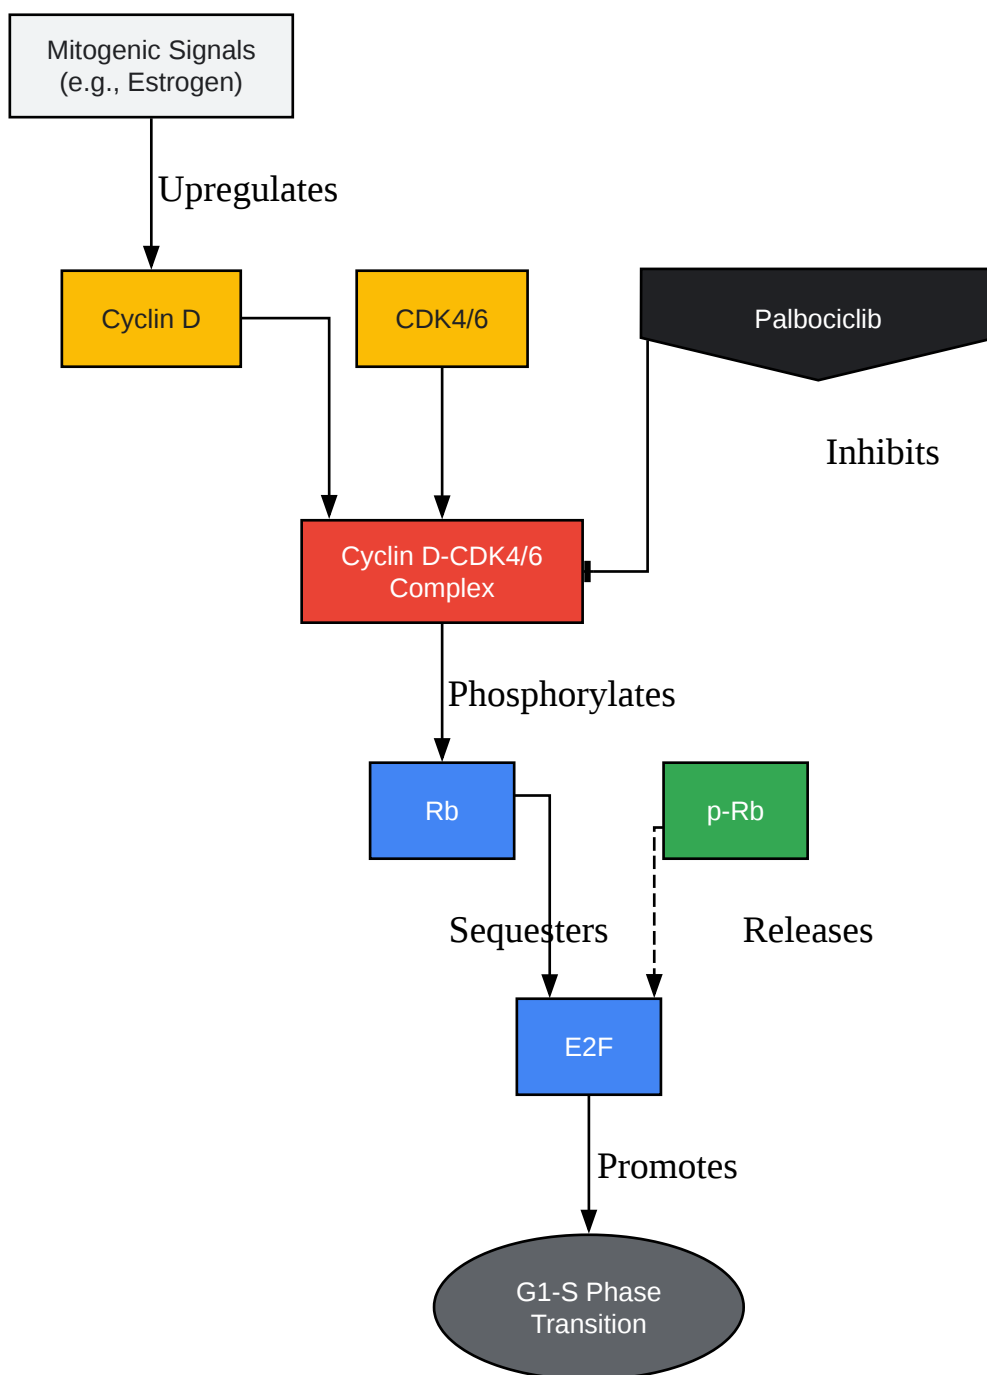 Mitogenic Signals
(e.g., Estrogen)
Upregulates
Cyclin D
CDK4/6
Palbociclib
Inhibits
Cyclin D-CDK4/6
Complex
Phosphorylates
Rb
p-Rb
Sequesters
Releases
E2F
Promotes
G1-S Phase
Transition